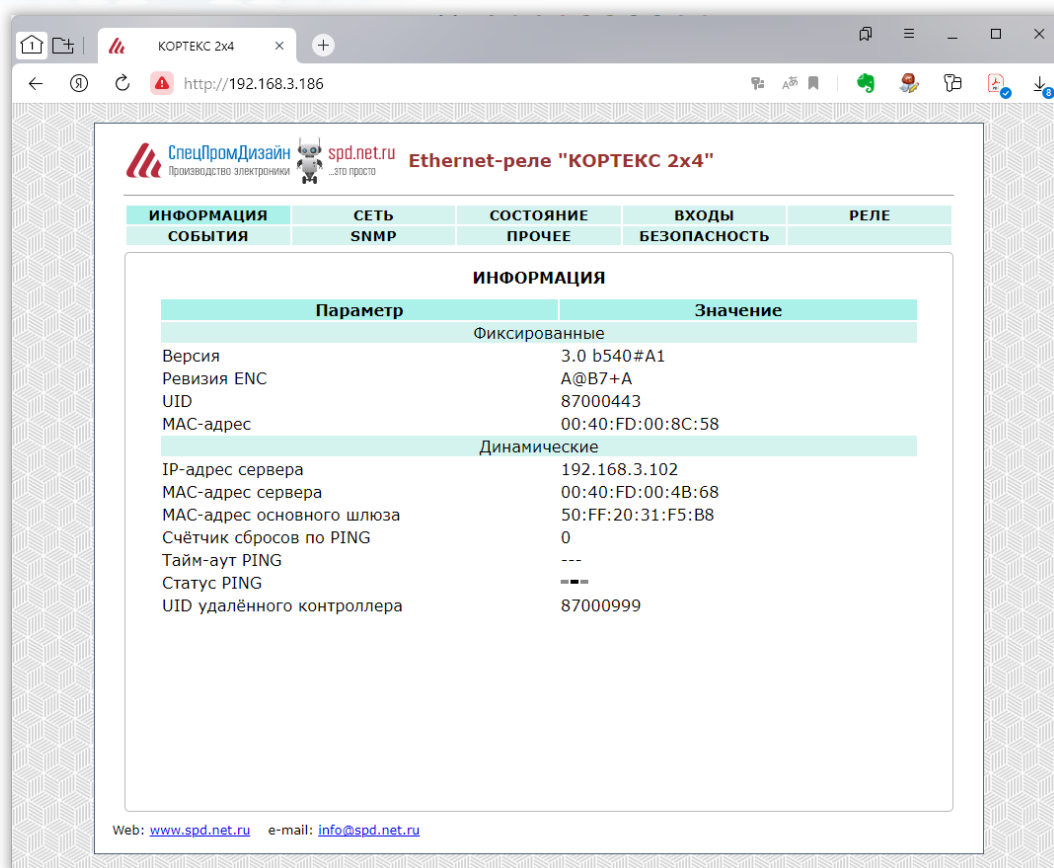 КОРТЕКС 2x4
http://192.168.3.186
8
СпецПромДизайн spd.net.ru Ethernet-реле "КОРТЕКС 2x4"
Производство электроники ...это просто
ИНФОРМАЦИЯ СЕТЬ СОСТОЯНИЕ ВХОДЫ РЕЛЕ
СОБЫТИЯ SNMP ПРОЧЕЕ БЕЗОПАСНОСТЬ
ИНФОРМАЦИЯ
Параметр Значение
Фиксированные
Версия 3.0 b540#A1
Ревизия ENC A@B7+A
UID 87000443
MAC-адрес 00:40:FD:00:8C:58
Динамические
IP-адрес сервера 192.168.3.102
MAC-адрес сервера 00:40:FD:00:4B:68
MAC-адрес основного шлюза 50:FF:20:31:F5:B8
Счётчик сбросов по PING 0
Тайм-аут PING ---
Статус PING
UID удалённого контроллера 87000999
Web: www.spd.net.ru e-mail: info@spd.net.ru